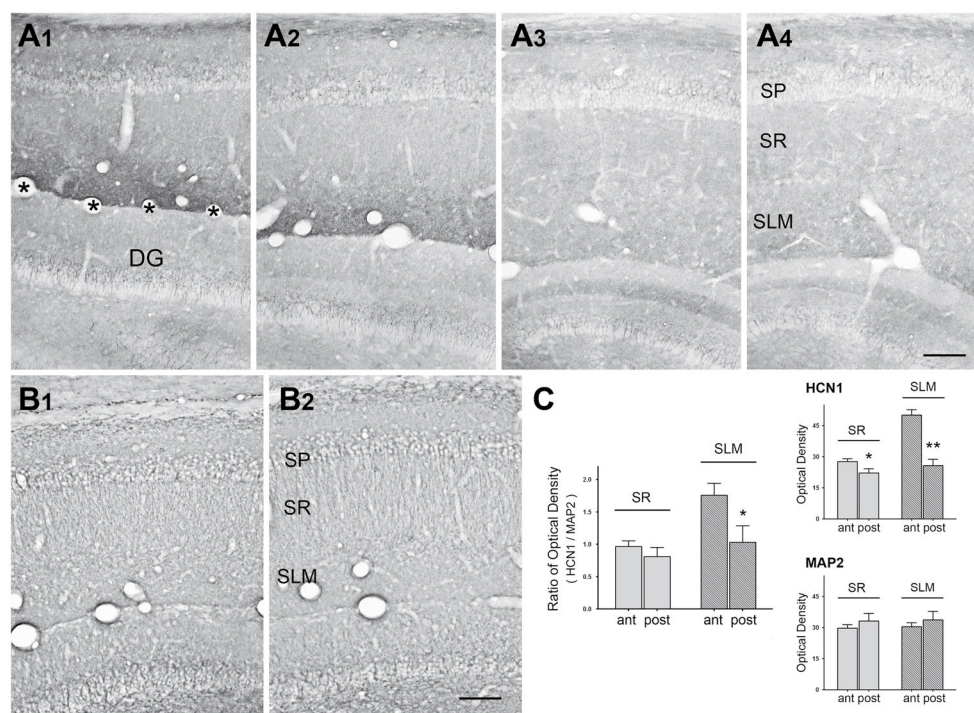 A1
A2
A3
A4
SP
SR
SLM
* * * *
DG
B1
B2
SP
SR
SLM
C
Ratio of Optical Density
( HCN1 / MAP2 )
2.0
1.5
1.0
0.5
0.0
SR
SLM
*
ant post
ant post
HCN1
Optical Density
45
30
15
0
SR
SLM
*
**
ant post
ant post
MAP2
Optical Density
60
45
30
15
0
SR
SLM
ant post
ant post